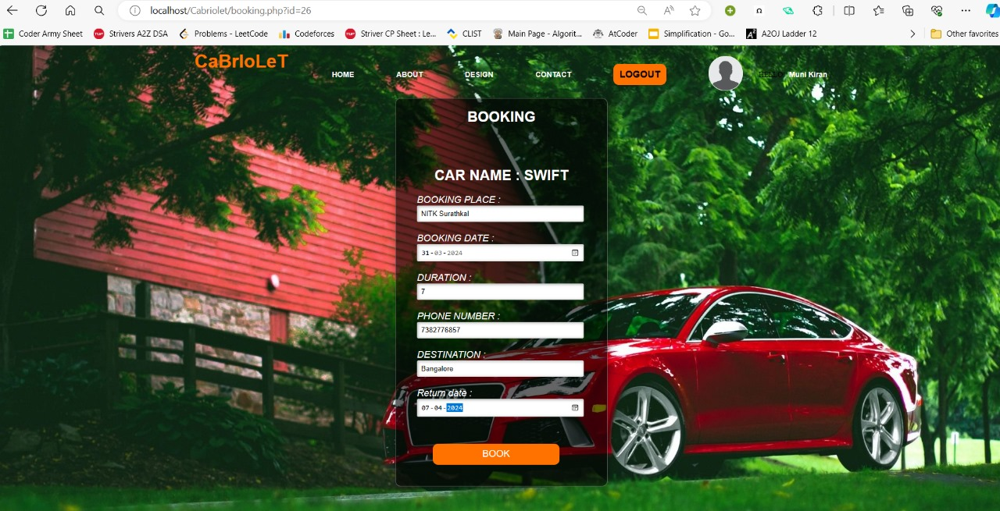 localhost/Cabriolet/booking.php?id=26
Coder Army Sheet
Strivers A2Z DSA
Problems - LeetCode
Codeforces
Striver CP Sheet : Le...
CLIST
Main Page - Algorit...
AtCoder
Simplification - Go...
A2OJ Ladder 12
Other favorites
CaBrIoLeT
HOME
ABOUT
DESIGN
CONTACT
LOGOUT
Muni Kiran
BOOKING
CAR NAME : SWIFT
BOOKING PLACE :
NITK Surathkal
BOOKING DATE :
31-03-2024
DURATION :
7
PHONE NUMBER :
7382776857
DESTINATION :
Bangalore
Return date :
07-04-2024
BOOK